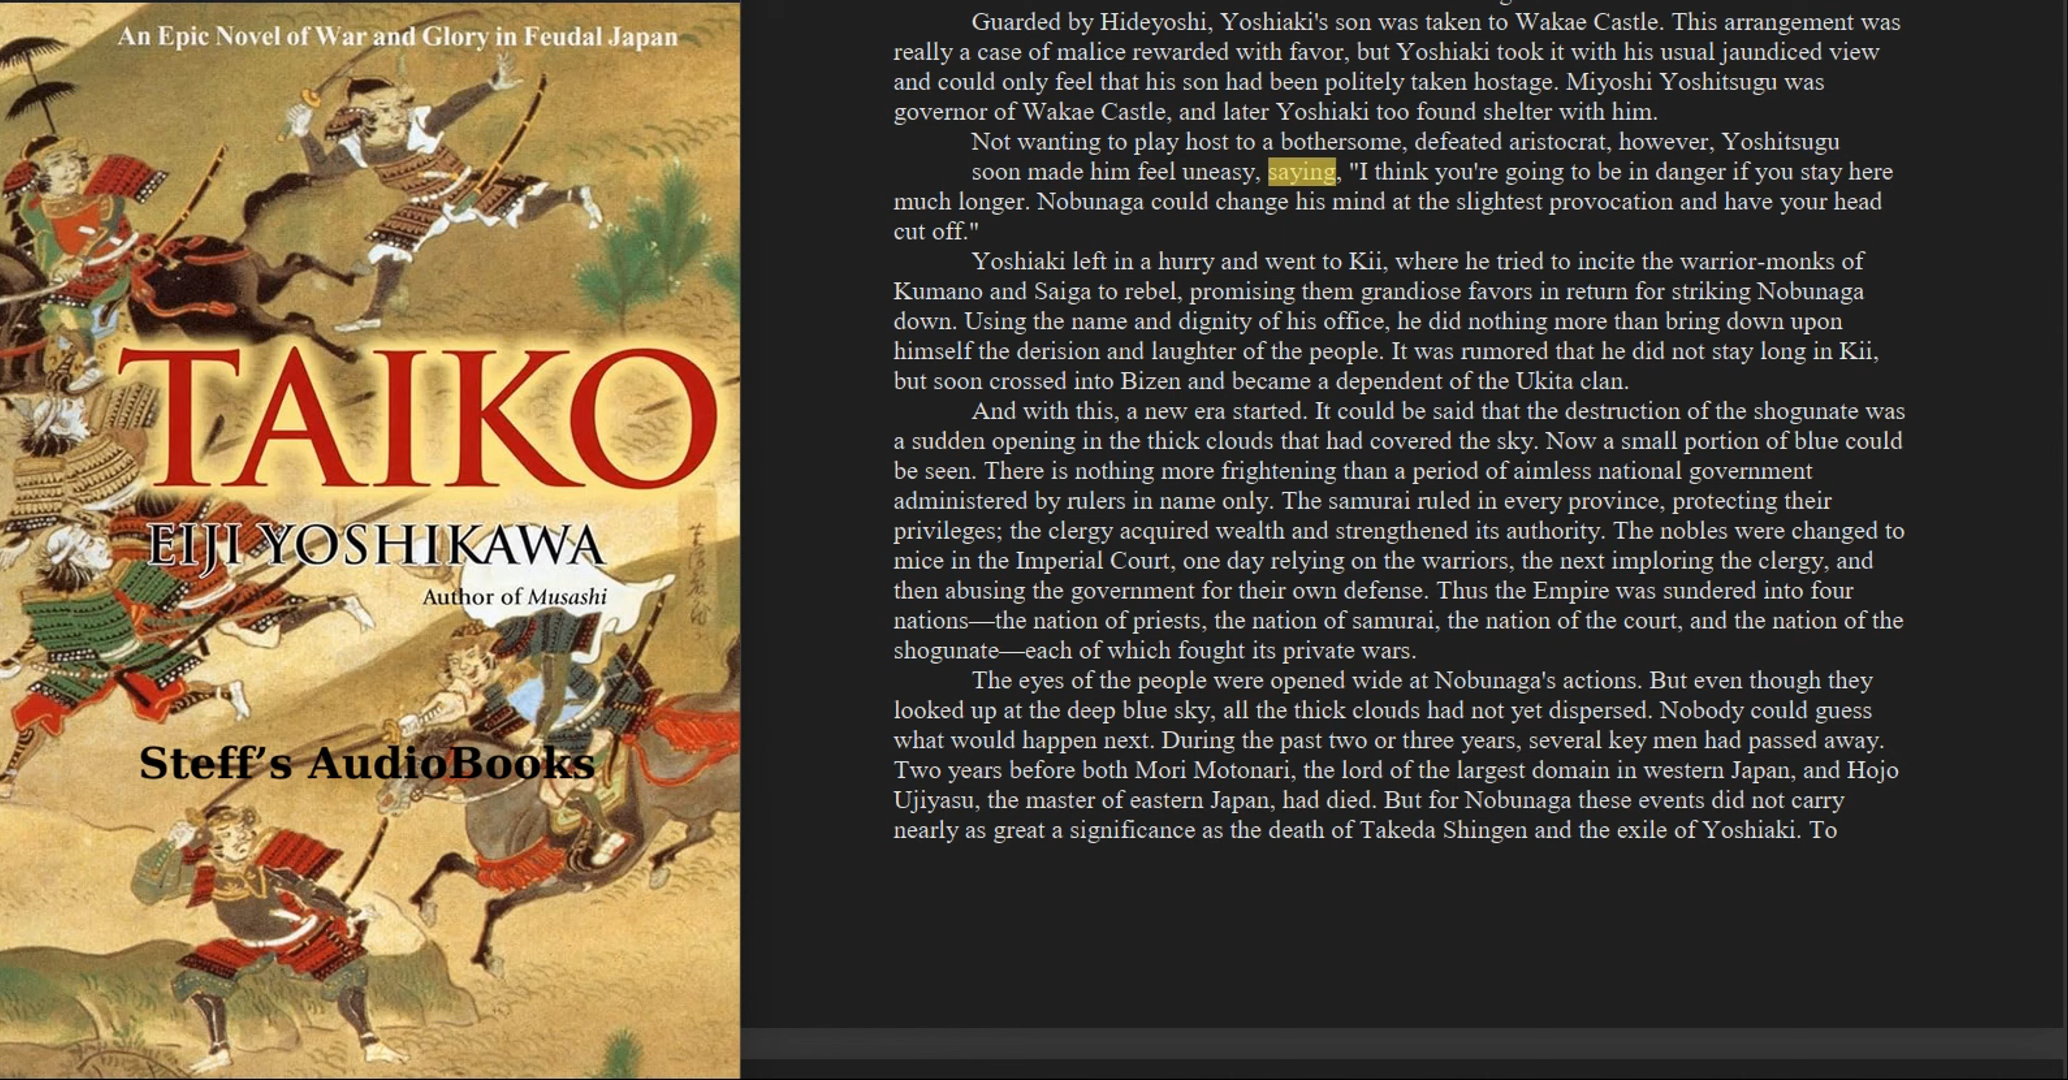 An Epic Novel of War and Glory in Feudal Japan
TAIKO
EIJI YOSHIKAWA
Author of Musashi
Steff's AudioBooks
Guarded by Hideyoshi, Yoshiaki's son was taken to Wakae Castle. This arrangement was
really a case of malice rewarded with favor, but Yoshiaki took it with his usual jaundiced view
and could only feel that his son had been politely taken hostage. Miyoshi Yoshitsugu was
governor of Wakae Castle, and later Yoshiaki too found shelter with him.
Not wanting to play host to a bothersome, defeated aristocrat, however, Yoshitsugu
soon made him feel uneasy, saying, "I think you're going to be in danger if you stay here
much longer. Nobunaga could change his mind at the slightest provocation and have your head
cut off."
Yoshiaki left in a hurry and went to Kii, where he tried to incite the warrior-monks of
Kumano and Saiga to rebel, promising them grandiose favors in return for striking Nobunaga
down. Using the name and dignity of his office, he did nothing more than bring down upon
himself the derision and laughter of the people. It was rumored that he did not stay long in Kii,
but soon crossed into Bizen and became a dependent of the Ukita clan.
And with this, a new era started. It could be said that the destruction of the shogunate was
a sudden opening in the thick clouds that had covered the sky. Now a small portion of blue could
be seen. There is nothing more frightening than a period of aimless national government
administered by rulers in name only. The samurai ruled in every province, protecting their
privileges; the clergy acquired wealth and strengthened its authority. The nobles were changed to
mice in the Imperial Court, one day relying on the warriors, the next imploring the clergy, and
then abusing the government for their own defense. Thus the Empire was sundered into four
nations—the nation of priests, the nation of samurai, the nation of the court, and the nation of the
shogunate—each of which fought its private wars.
The eyes of the people were opened wide at Nobunaga's actions. But even though they
looked up at the deep blue sky, all the thick clouds had not yet dispersed. Nobody could guess
what would happen next. During the past two or three years, several key men had passed away.
Two years before both Mori Motonari, the lord of the largest domain in western Japan, and Hojo
Ujiyasu, the master of eastern Japan, had died. But for Nobunaga these events did not carry
nearly as great a significance as the death of Takeda Shingen and the exile of Yoshiaki. To